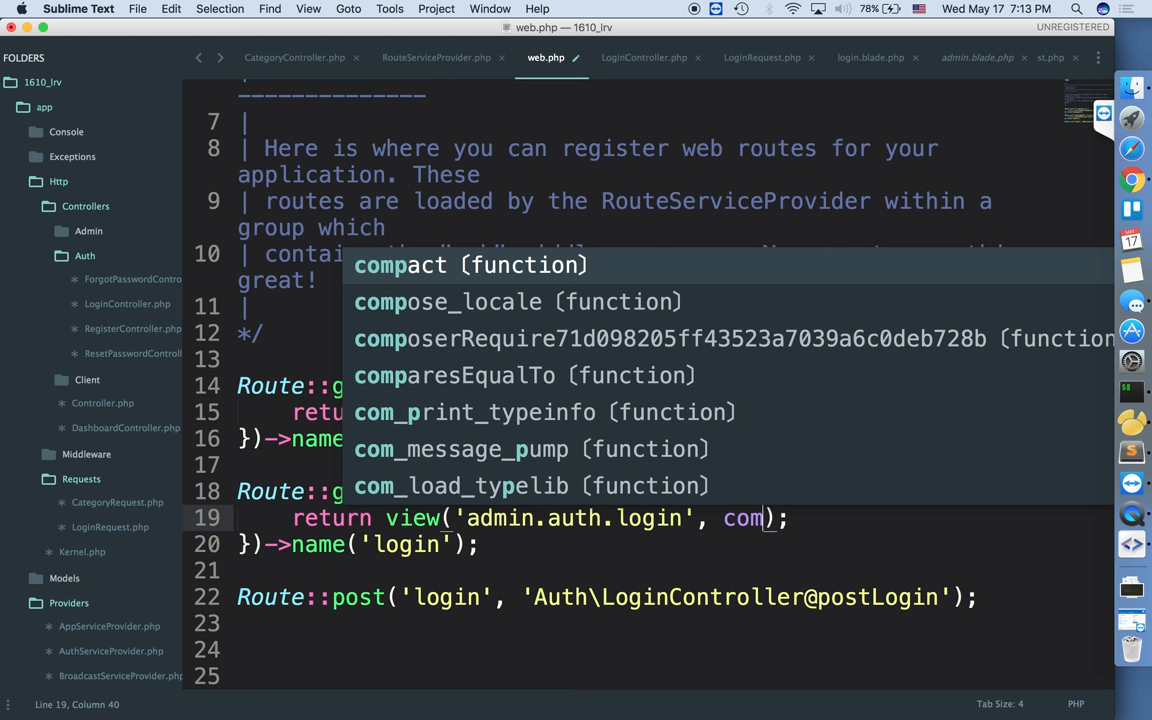 Sublime Text File Edit Selection Find View Goto Tools Project Window Help 78% Wed May 17 7:13 PM
web.php — 1610_lrv UNREGISTERED
FOLDERS
CategoryController.php × RouteServiceProvider.php × web.php LoginController.php × LoginRequest.php × login.blade.php × admin.blade.php × st.php ×
1610_lrv
app
Console
Exceptions
Http
Controllers
Admin
Auth
ForgotPasswordContro
LoginController.php
RegisterController.php
ResetPasswordControll
Client
Controller.php
DashboardController.php
Middleware
Requests
CategoryRequest.php
LoginRequest.php
Kernel.php
Models
Providers
AppServiceProvider.php
AuthServiceProvider.php
BroadcastServiceProvider.php
--------------
7 |
8 | Here is where you can register web routes for your
application. These
9 | routes are loaded by the RouteServiceProvider within a
group which
10 | contai
great!
11 |
12 */
13
14 Route::g
15 retu
16 })->name
17
18 Route::g
19 return view('admin.auth.login', com);
20 })->name('login');
21
22 Route::post('login', 'Auth\LoginController@postLogin');
23
24
25
compact (function)
compose_locale (function)
composerRequire71d098205ff43523a7039a6c0deb728b (function
comparesEqualTo (function)
com_print_typeinfo (function)
com_message_pump (function)
com_load_typelib (function)
17
Line 19, Column 40 Tab Size: 4 PHP